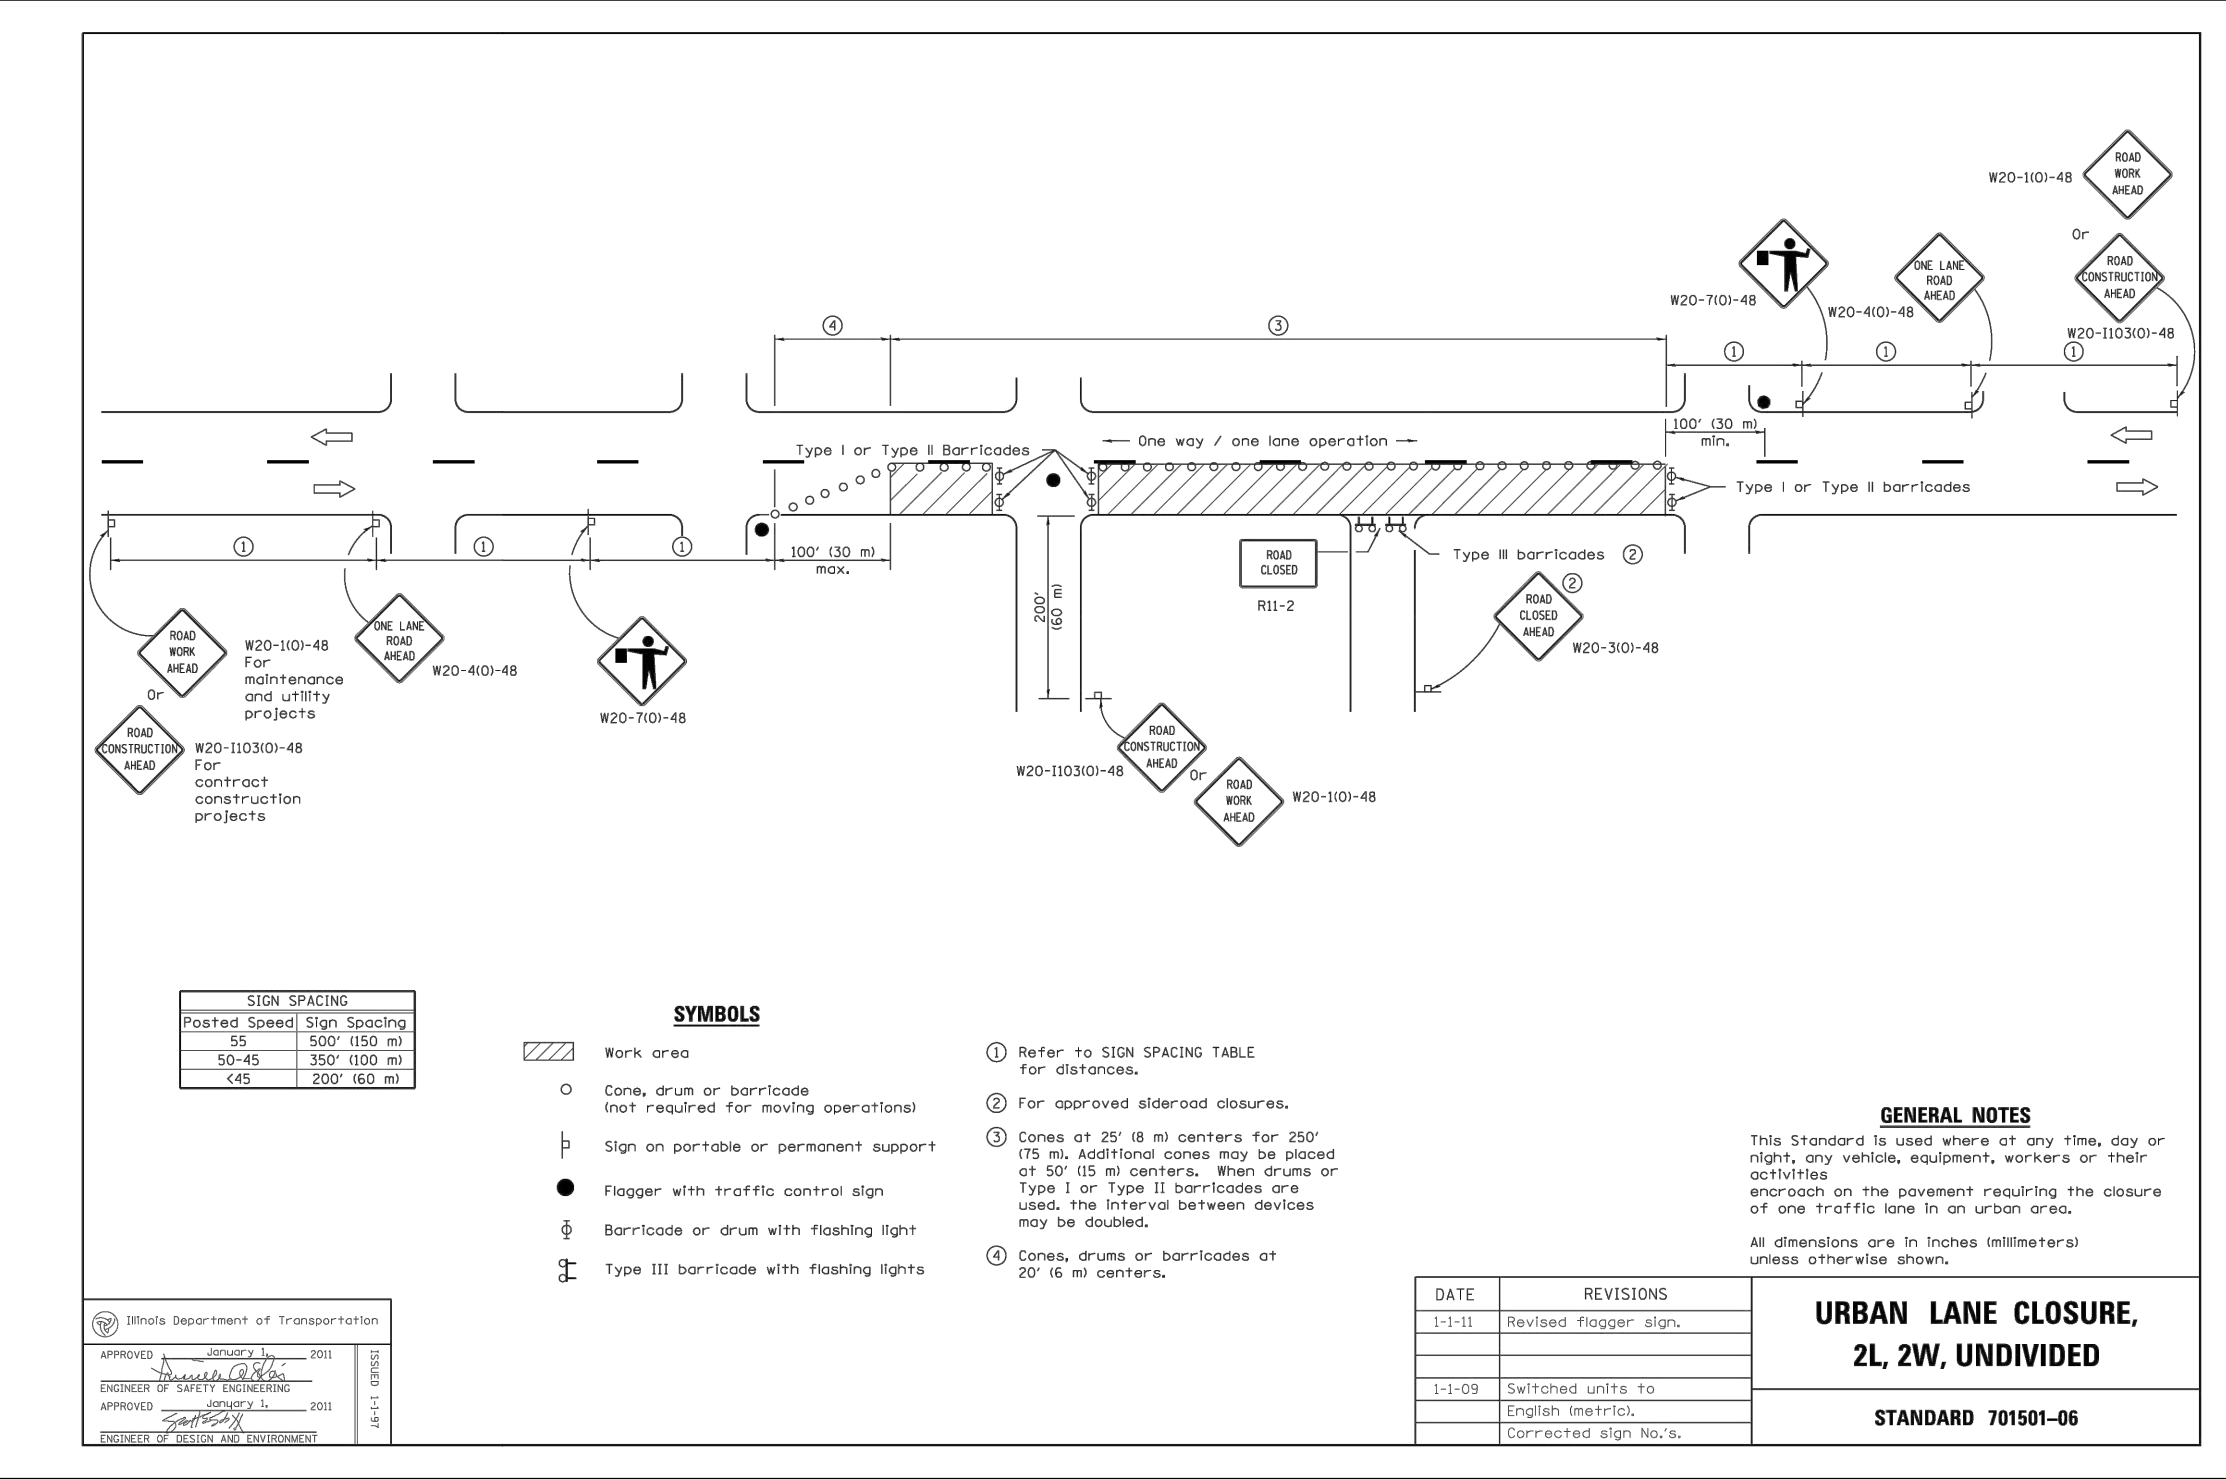 ROAD
WORK
AHEAD
W20-1(O)-48
Or
ROAD
CONSTRUCTION
AHEAD
W20-I103(O)-48
W20-7(O)-48
ONE LANE
ROAD
AHEAD
W20-4(O)-48
4
3
1
1
1
100' (30 m)
min.
Type I or Type II Barricades
One way / one lane operation
Type I or Type II barricades
1
1
1
100' (30 m)
max.
200'
(60 m)
ROAD
CLOSED
R11-2
Type III barricades 2
ROAD
CLOSED
AHEAD
2
W20-3(O)-48
ROAD
WORK
AHEAD
W20-1(O)-48
For
maintenance
and utility
projects
Or
ROAD
CONSTRUCTION
AHEAD
W20-I103(O)-48
For
contract
construction
projects
ONE LANE
ROAD
AHEAD
W20-4(O)-48
W20-7(O)-48
ROAD
CONSTRUCTION
AHEAD
W20-I103(O)-48
Or
ROAD
WORK
AHEAD
W20-1(O)-48
SIGN SPACING
Posted Speed Sign Spacing
55 500' (150 m)
50-45 350' (100 m)
<45 200' (60 m)
SYMBOLS
Work area
Cone, drum or barricade
(not required for moving operations)
Sign on portable or permanent support
Flagger with traffic control sign
Barricade or drum with flashing light
Type III barricade with flashing lights
1 Refer to SIGN SPACING TABLE
for distances.
2 For approved sideroad closures.
3 Cones at 25' (8 m) centers for 250'
(75 m). Additional cones may be placed
at 50' (15 m) centers. When drums or
Type I or Type II barricades are
used. the interval between devices
may be doubled.
4 Cones, drums or barricades at
20' (6 m) centers.
GENERAL NOTES
This Standard is used where at any time, day or
night, any vehicle, equipment, workers or their
activities
encroach on the pavement requiring the closure
of one traffic lane in an urban area.
All dimensions are in inches (millimeters)
unless otherwise shown.
Illinois Department of Transportation
APPROVED January 1, 2011
ENGINEER OF SAFETY ENGINEERING
APPROVED January 1, 2011
ENGINEER OF DESIGN AND ENVIRONMENT
ISSUED 1-1-97
DATE REVISIONS
1-1-11 Revised flagger sign.
1-1-09 Switched units to
English (metric).
Corrected sign No.'s.
URBAN LANE CLOSURE,
2L, 2W, UNDIVIDED
STANDARD 701501–06